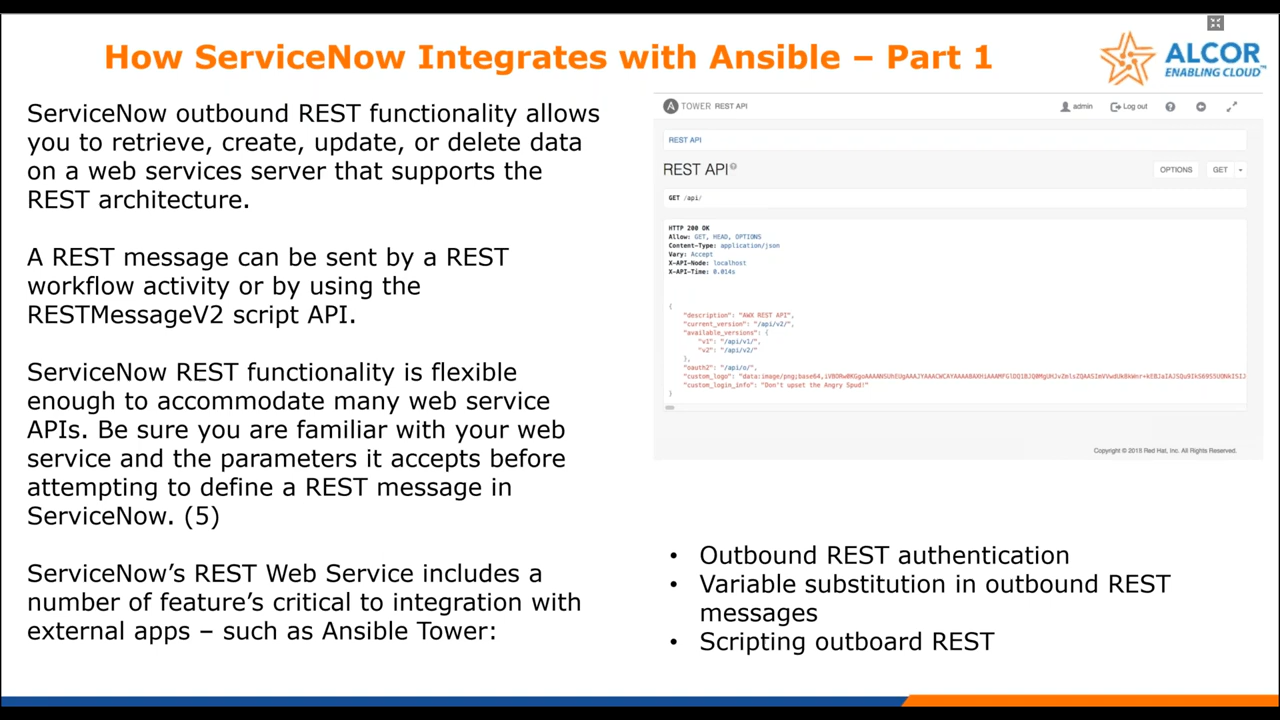 How ServiceNow Integrates with Ansible – Part 1
ALCOR
ENABLING CLOUD™
ServiceNow outbound REST functionality allows
you to retrieve, create, update, or delete data
on a web services server that supports the
REST architecture.
A REST message can be sent by a REST
workflow activity or by using the
RESTMessageV2 script API.
ServiceNow REST functionality is flexible
enough to accommodate many web service
APIs. Be sure you are familiar with your web
service and the parameters it accepts before
attempting to define a REST message in
ServiceNow. (5)
ServiceNow’s REST Web Service includes a
number of feature’s critical to integration with
external apps – such as Ansible Tower:
A TOWER REST API
admin
Log out
REST API
REST API
OPTIONS
GET
GET /api/
HTTP 200 OK
Allow: GET, HEAD, OPTIONS
Content-Type: application/json
Vary: Accept
X-API-Node: localhost
X-API-Time: 0.014s
{
"description": "AWX REST API",
"current_version": "/api/v2/",
"available_versions": {
"v1": "/api/v1/",
"v2": "/api/v2/"
},
"oauth2": "/api/o/",
"custom_logo": "data:image/png;base64,
"custom_login_info": "Don't upset the Angry Spud!"
}
Copyright © 2018 Red Hat, Inc. All Rights Reserved.
• Outbound REST authentication
• Variable substitution in outbound REST
messages
• Scripting outboard REST